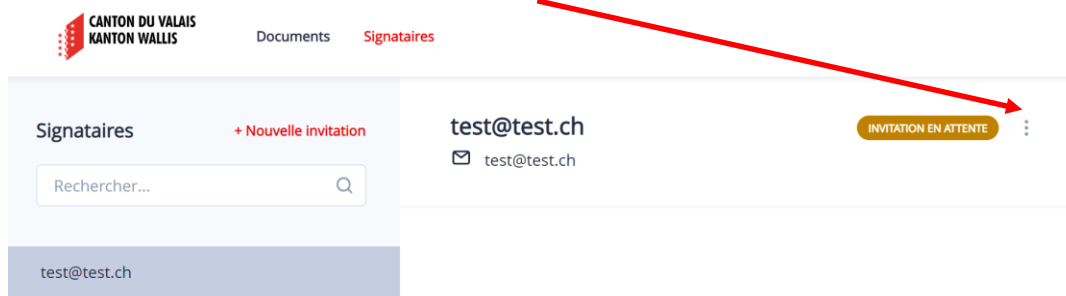 CANTON DU VALAIS
KANTON WALLIS
Documents
Signataires
Signataires
+ Nouvelle invitation
Rechercher...
test@test.ch
test@test.ch
INVITATION EN ATTENTE
test@test.ch